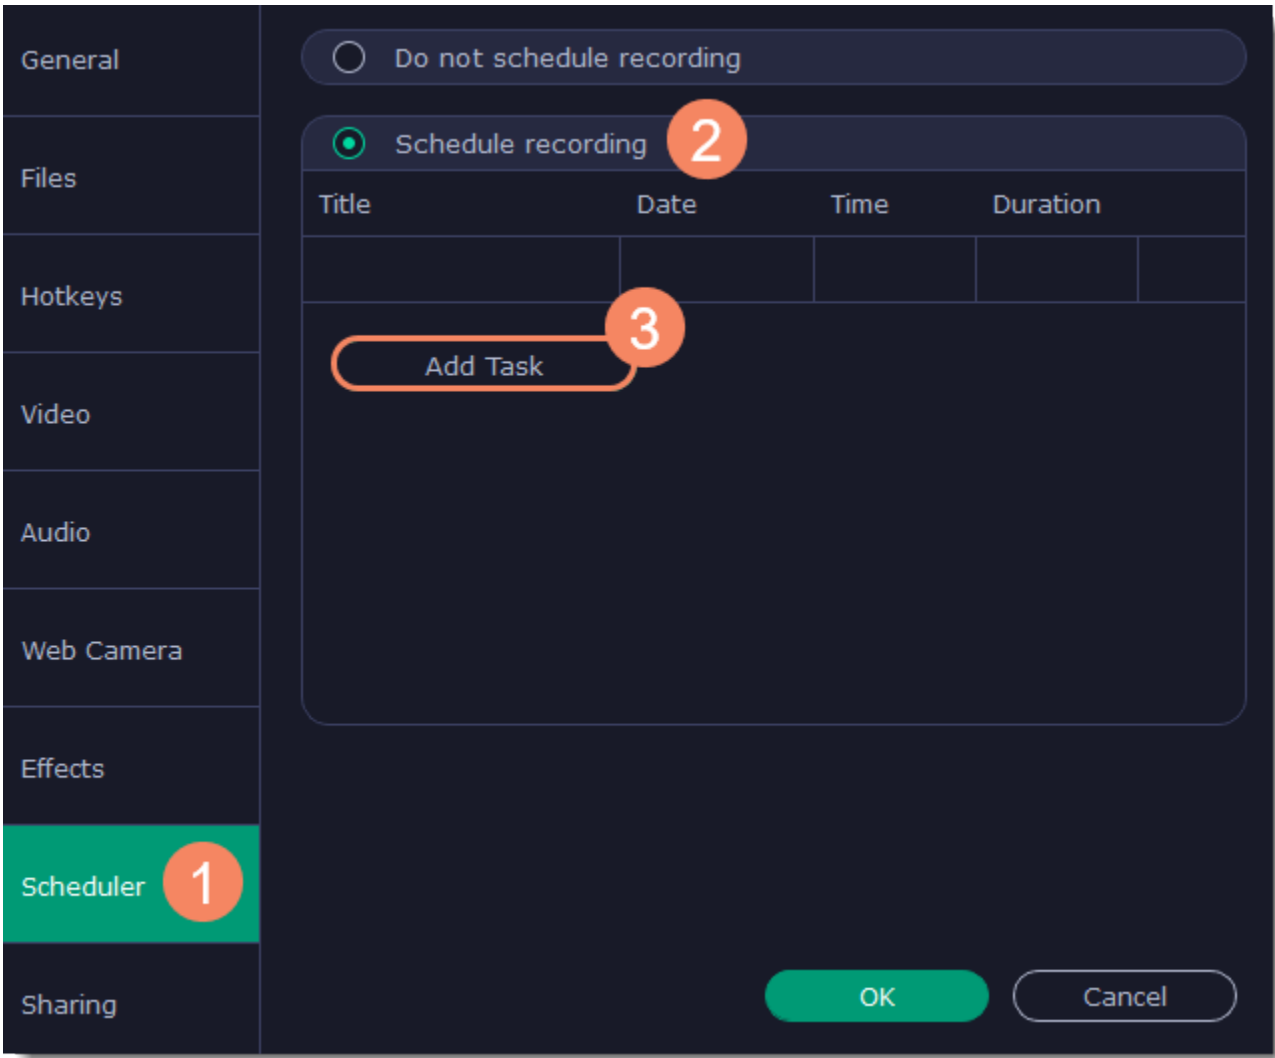 General
Files
Hotkeys
Video
Audio
Web Camera
Effects
Scheduler 1
Sharing
Do not schedule recording
Schedule recording 2
Title Date Time Duration
3
Add Task
OK Cancel